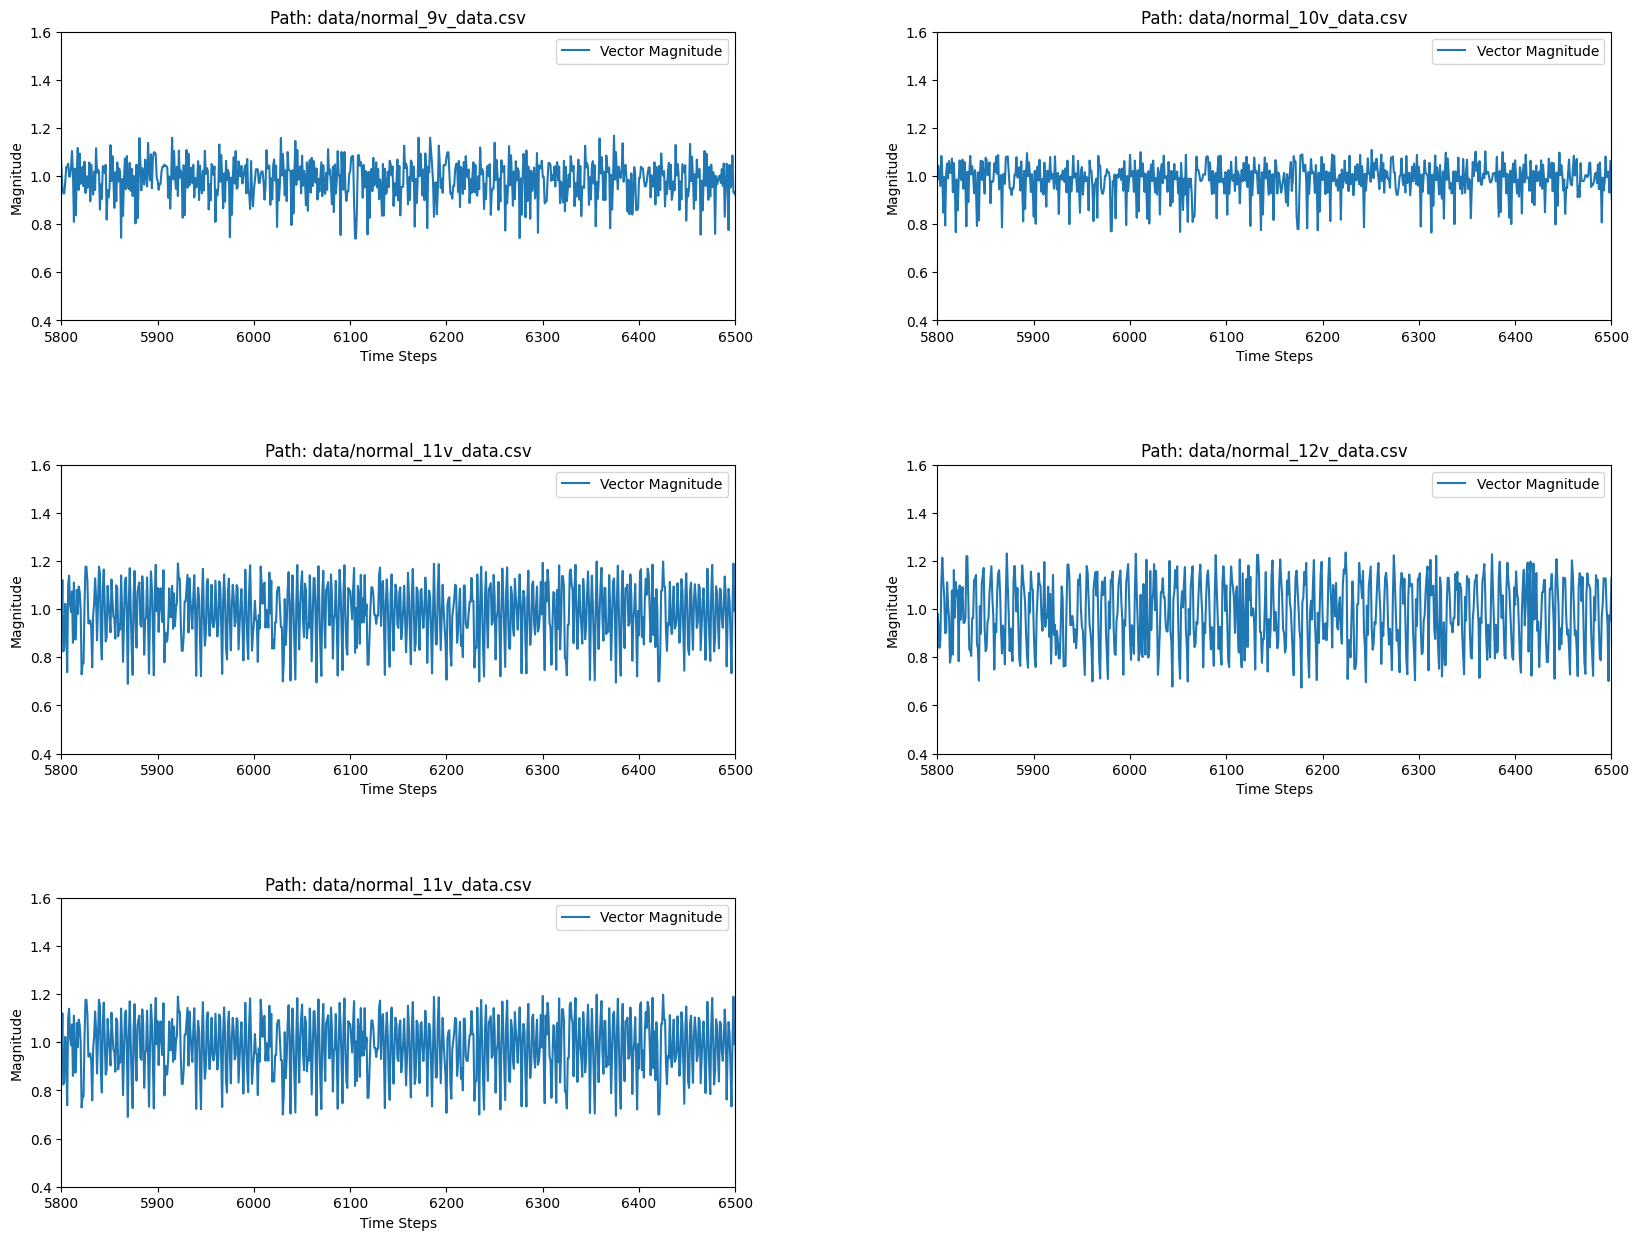 Path: data/normal_9v_data.csv
Vector Magnitude
Magnitude
1.6
1.4
1.2
1.0
0.8
0.6
0.4
5800 5900 6000 6100 6200 6300 6400 6500
Time Steps
Path: data/normal_10v_data.csv
Vector Magnitude
Magnitude
1.6
1.4
1.2
1.0
0.8
0.6
0.4
5800 5900 6000 6100 6200 6300 6400 6500
Time Steps
Path: data/normal_11v_data.csv
Vector Magnitude
Magnitude
1.6
1.4
1.2
1.0
0.8
0.6
0.4
5800 5900 6000 6100 6200 6300 6400 6500
Time Steps
Path: data/normal_12v_data.csv
Vector Magnitude
Magnitude
1.6
1.4
1.2
1.0
0.8
0.6
0.4
5800 5900 6000 6100 6200 6300 6400 6500
Time Steps
Path: data/normal_11v_data.csv
Vector Magnitude
Magnitude
1.6
1.4
1.2
1.0
0.8
0.6
0.4
5800 5900 6000 6100 6200 6300 6400 6500
Time Steps